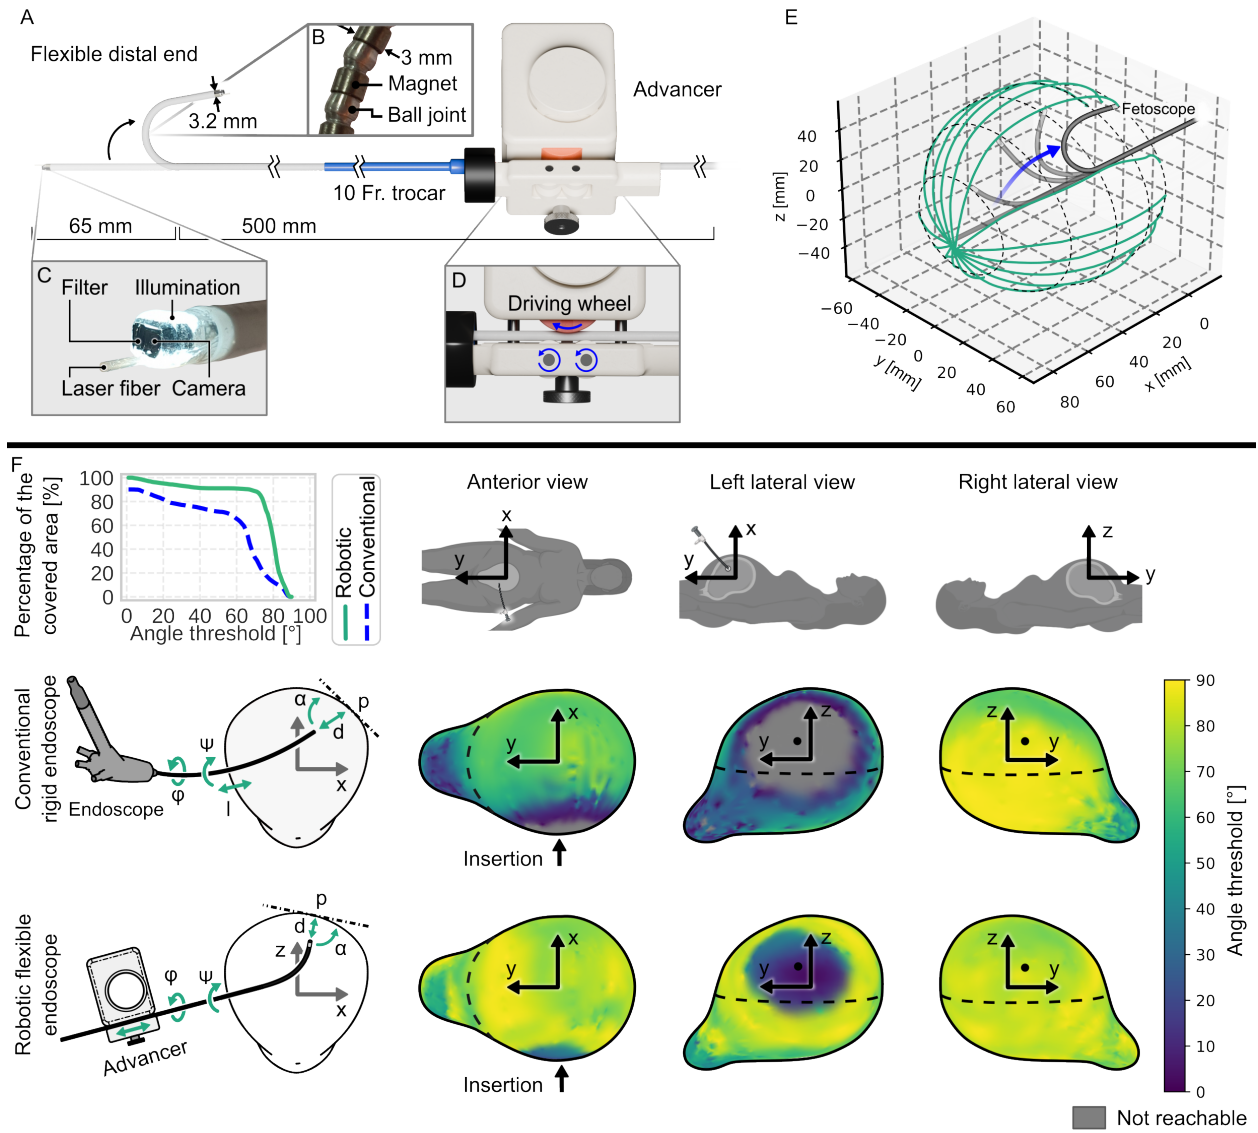 A
Flexible distal end
3.2 mm
B
3 mm
Magnet
Ball joint
Advancer
10 Fr. trocar
65 mm
500 mm
C
Filter
Illumination
Laser fiber
Camera
D
Driving wheel
E
Fetoscope
z [mm]
40
20
0
−20
−40
−60
−40
−20
0
20
40
60
y [mm]
0
20
40
60
80
x [mm]
F
Percentage of the
covered area [%]
100
80
60
40
20
0
0 20 40 60 80 100
Angle threshold [°]
Robotic
Conventional
Anterior view
x
y
Left lateral view
x
y
Right lateral view
z
y
Conventional
rigid endoscope
Endoscope
φ
ψ
l
α
d
p
x
x
y
Insertion
z
y
z
y
Robotic flexible
endoscope
Advancer
φ
ψ
z
x
d
p
α
x
y
Insertion
z
y
z
y
90
80
70
60
50
40
30
20
10
0
Angle threshold [°]
Not reachable